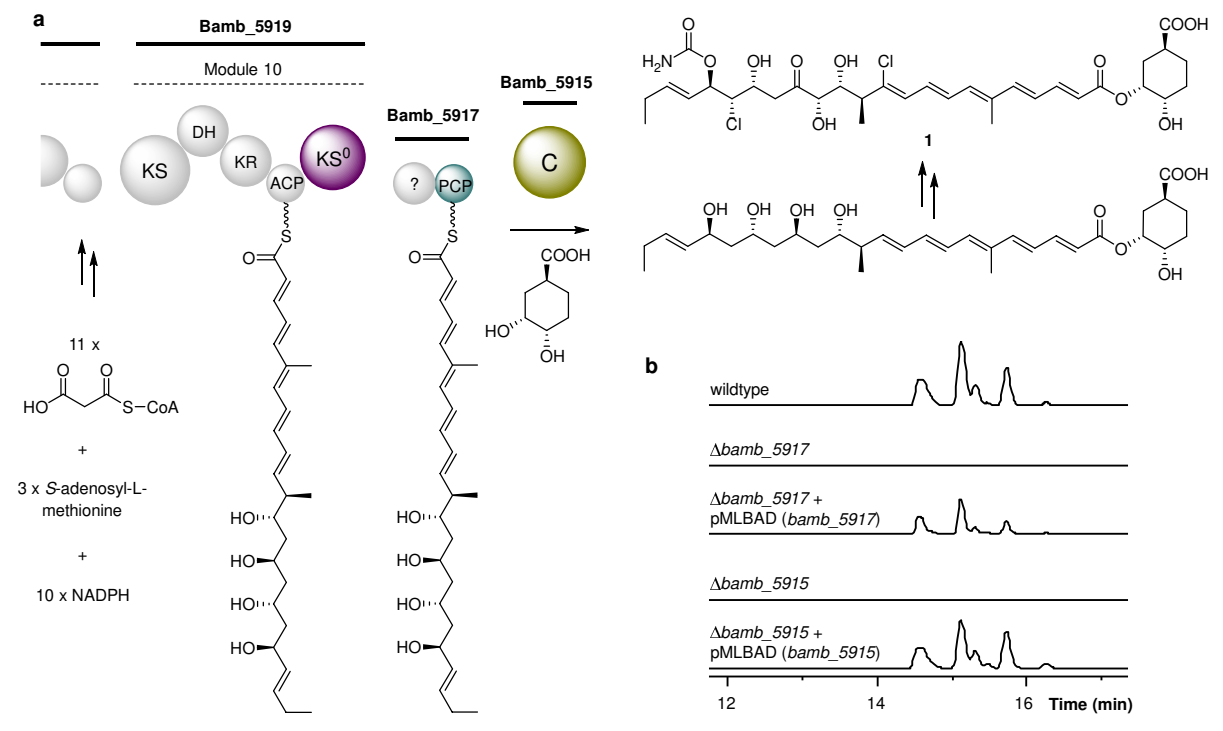 a
Bamb_5919
Module 10
KS
DH
KR
ACP
KS⁰
Bamb_5917
?
PCP
Bamb_5915
C
S
O
S
O
11 x
O
O
HO
S–CoA
+
3 x S-adenosyl-L-
methionine
+
10 x NADPH
HO
HO
HO
HO
HO
HO
HO
HO
COOH
HO
OH
O
H₂N
O
OH
O
OH
Cl
Cl
OH
O
O
COOH
OH
1
OH
OH
OH
OH
O
O
COOH
OH
b
wildtype
Δbamb_5917
Δbamb_5917 +
pMLBAD (bamb_5917)
Δbamb_5915
Δbamb_5915 +
pMLBAD (bamb_5915)
12
14
16
Time (min)